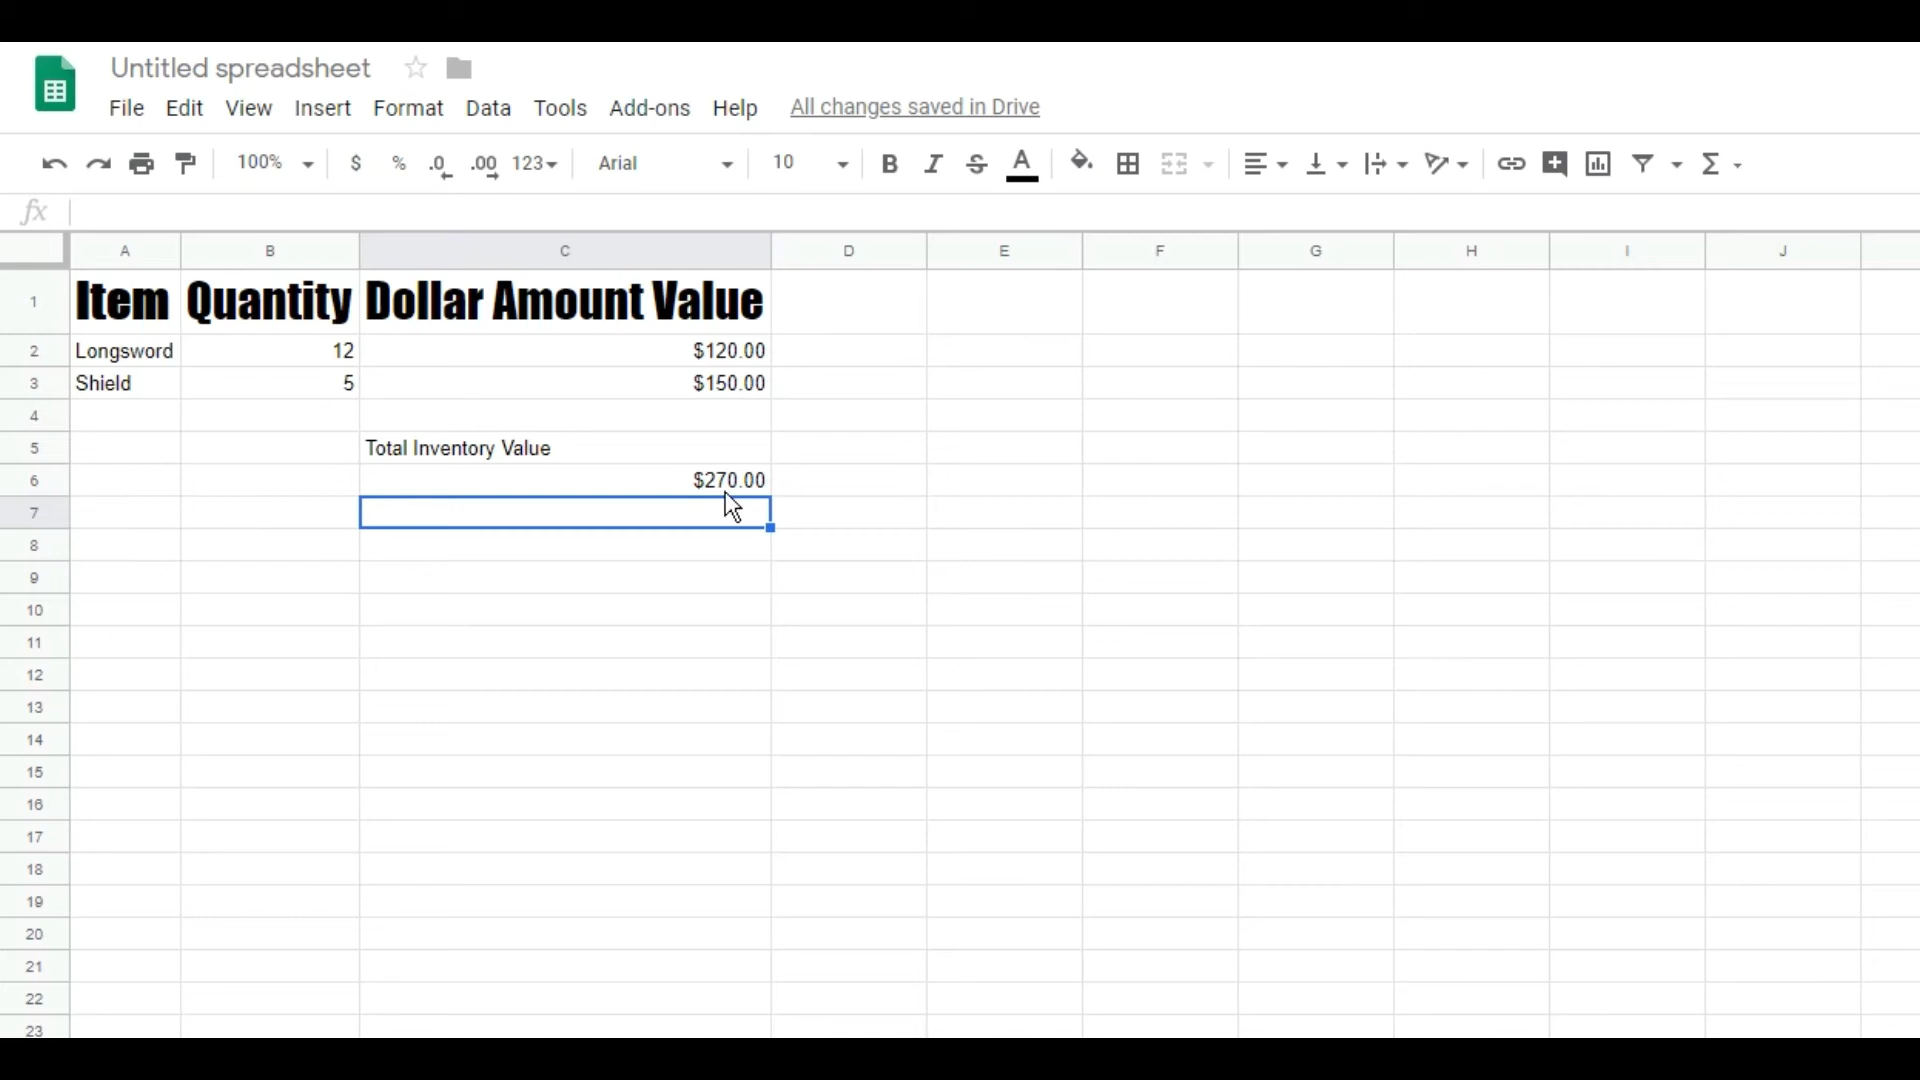 Untitled spreadsheet
File Edit View Insert Format Data Tools Add-ons Help All changes saved in Drive
100% $ % .0 .00 123 Arial 10 B I S A Σ
fx
A B C D E F G H I J
1 Item Quantity Dollar Amount Value
2 Longsword 12 $120.00
3 Shield 5 $150.00
4
5 Total Inventory Value
6 $270.00
7
8
9
10
11
12
13
14
15
16
17
18
19
20
21
22
23